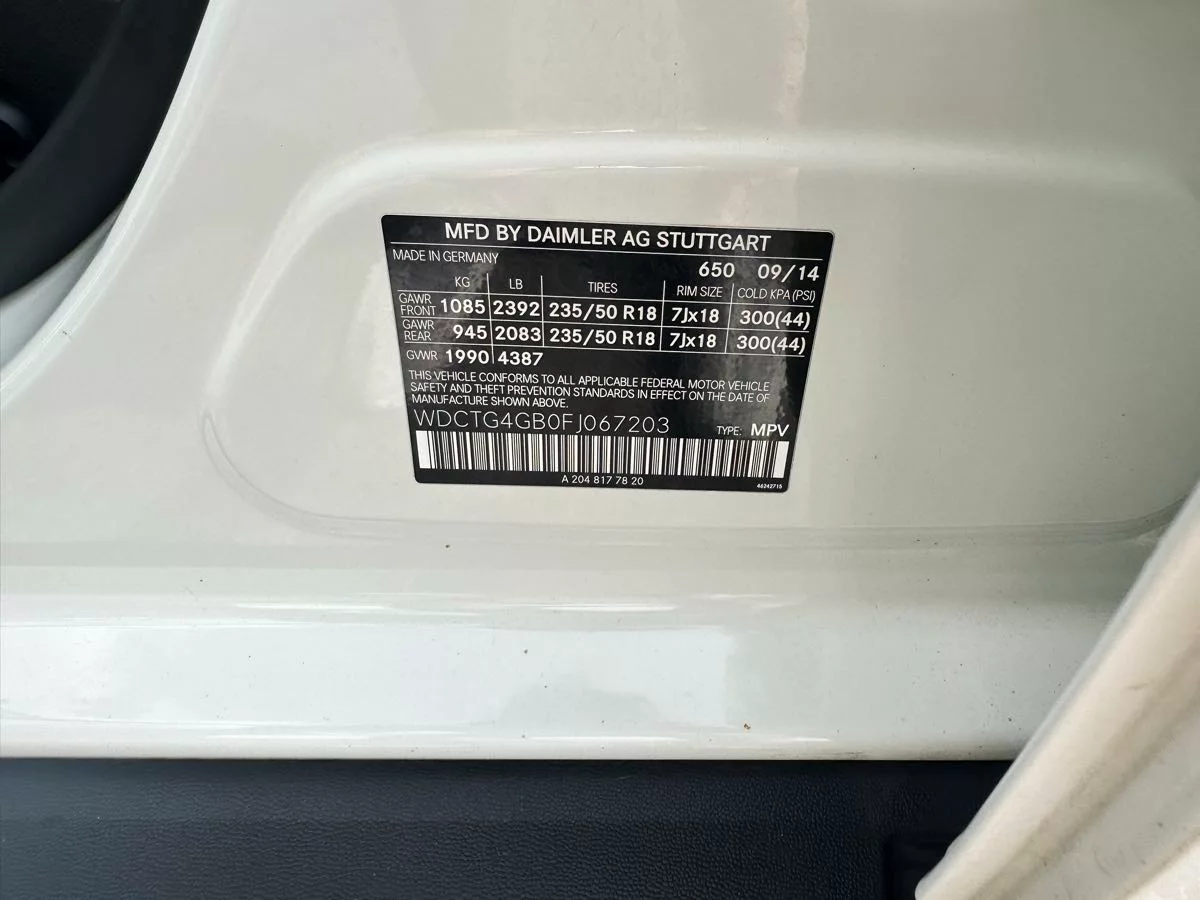 MFD BY DAIMLER AG STUTTGART
MADE IN GERMANY 650 09/14
KG LB TIRES RIM SIZE COLD KPA (PSI)
GAWR FRONT 1085 2392 235/50 R18 7Jx18 300(44)
GAWR REAR 945 2083 235/50 R18 7Jx18 300(44)
GVWR 1990 4387
THIS VEHICLE CONFORMS TO ALL APPLICABLE FEDERAL MOTOR VEHICLE
SAFETY AND THEFT PREVENTION STANDARDS IN EFFECT ON THE DATE OF
MANUFACTURE SHOWN ABOVE.
WDCTG4GB0FJ067203 TYPE: MPV
A 204 817 78 20 46242715